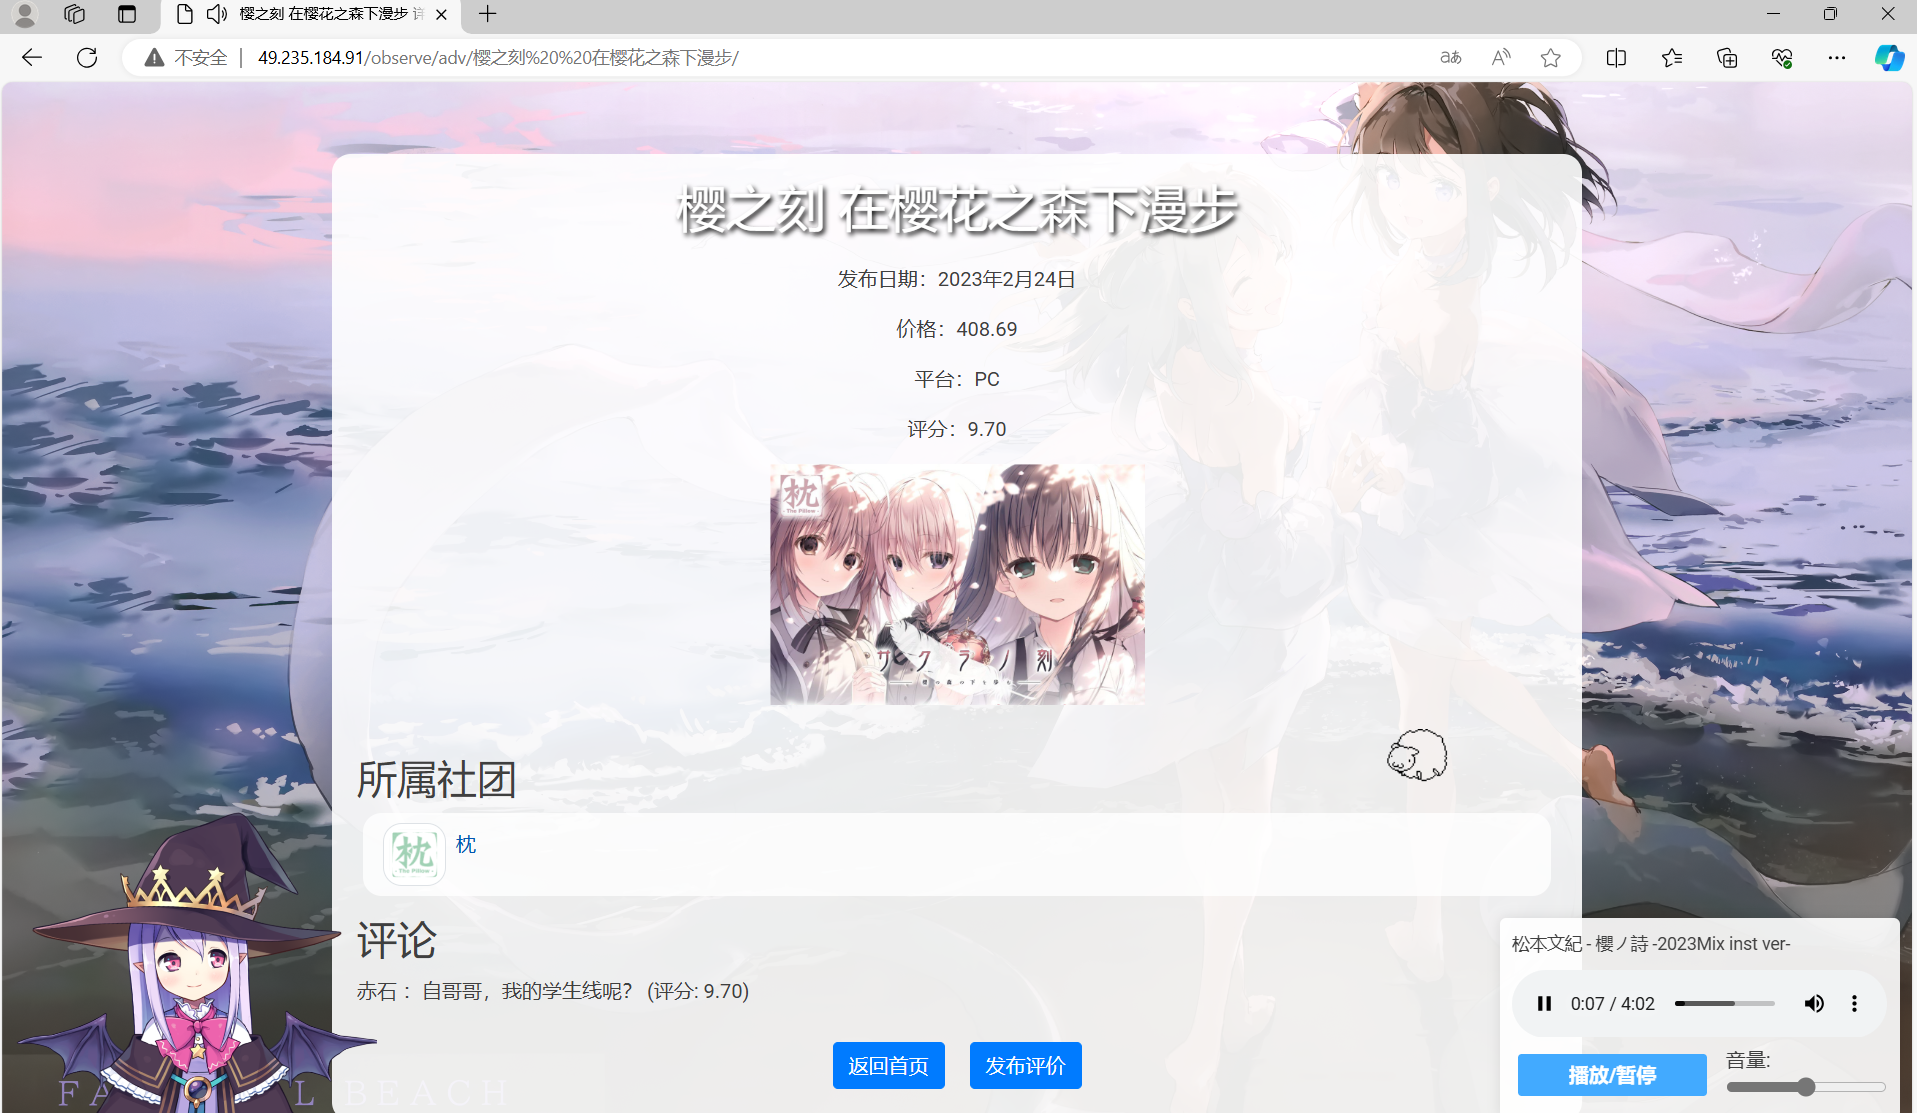 樱之刻 在樱花之森下漫步 详
不安全 | 49.235.184.91/observe/adv/樱之刻%20%20在樱花之森下漫步/
aあ
樱之刻 在樱花之森下漫步
发布日期：2023年2月24日
价格：408.69
平台：PC
评分：9.70
枕
- The Pillow -
サクラノ刻
所属社团
枕
- The Pillow -
枕
评论
赤石 ：自哥哥，我的学生线呢？ (评分: 9.70)
返回首页
发布评价
松本文紀 - 櫻ノ詩 -2023Mix inst ver-
0:07 / 4:02
播放/暂停
音量:
FA
L BEACH